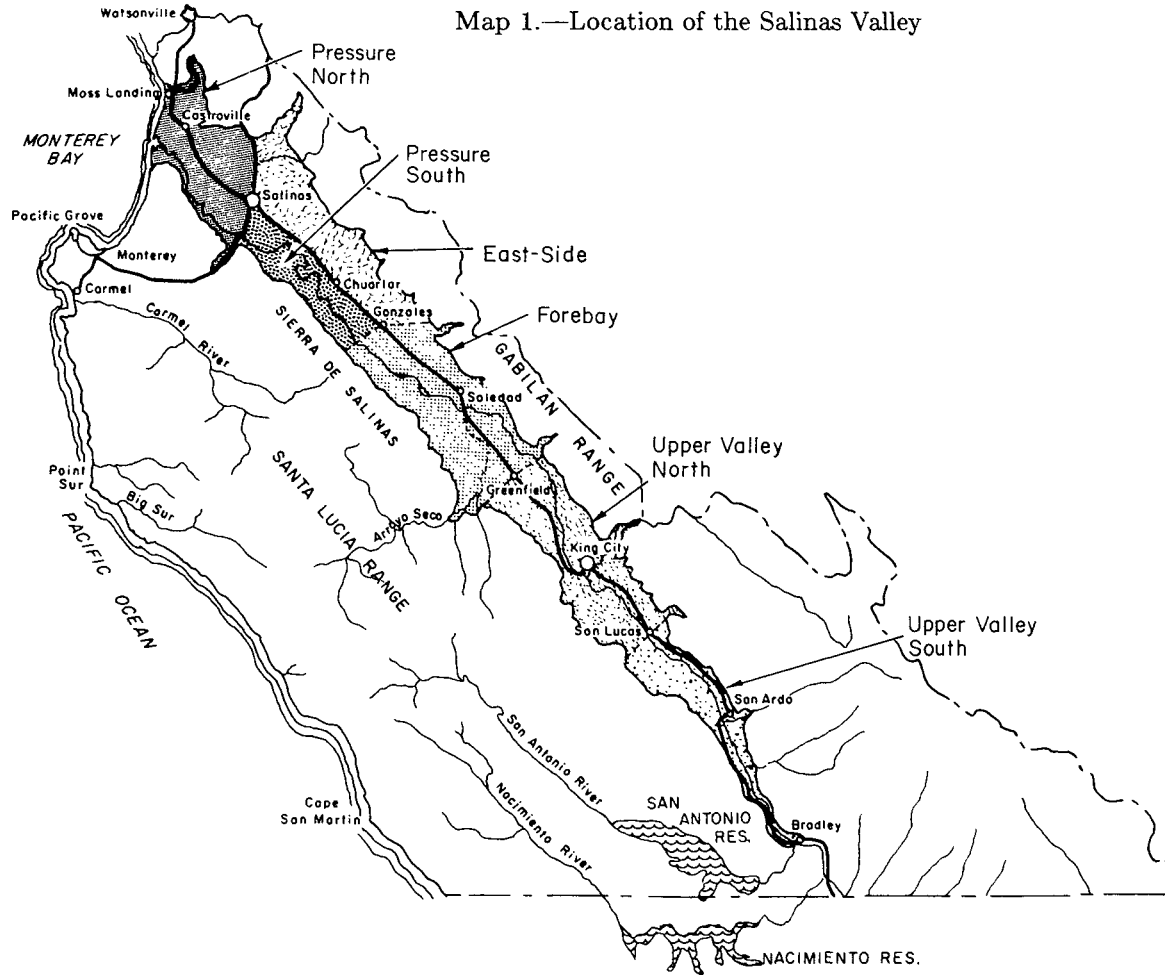 Map 1.—Location of the Salinas Valley
Watsonville
Pressure
North
Moss Landing
Castroville
MONTEREY
BAY
Pressure
South
Salinas
Pacific Grove
Monterey
East-Side
Carmel
Chualar
Gonzales
Forebay
Carmel
River
SIERRA DE SALINAS
GABILAN RANGE
Soledad
Upper Valley
North
Point
Sur
Big Sur
SANTA LUCIA
RANGE
Arroyo Seco
Greenfield
King City
PACIFIC OCEAN
San Lucas
Upper Valley
South
San Ardo
San Antonio River
Nacimiento River
Cape
San Martin
SAN
ANTONIO
RES.
Bradley
NACIMIENTO RES.